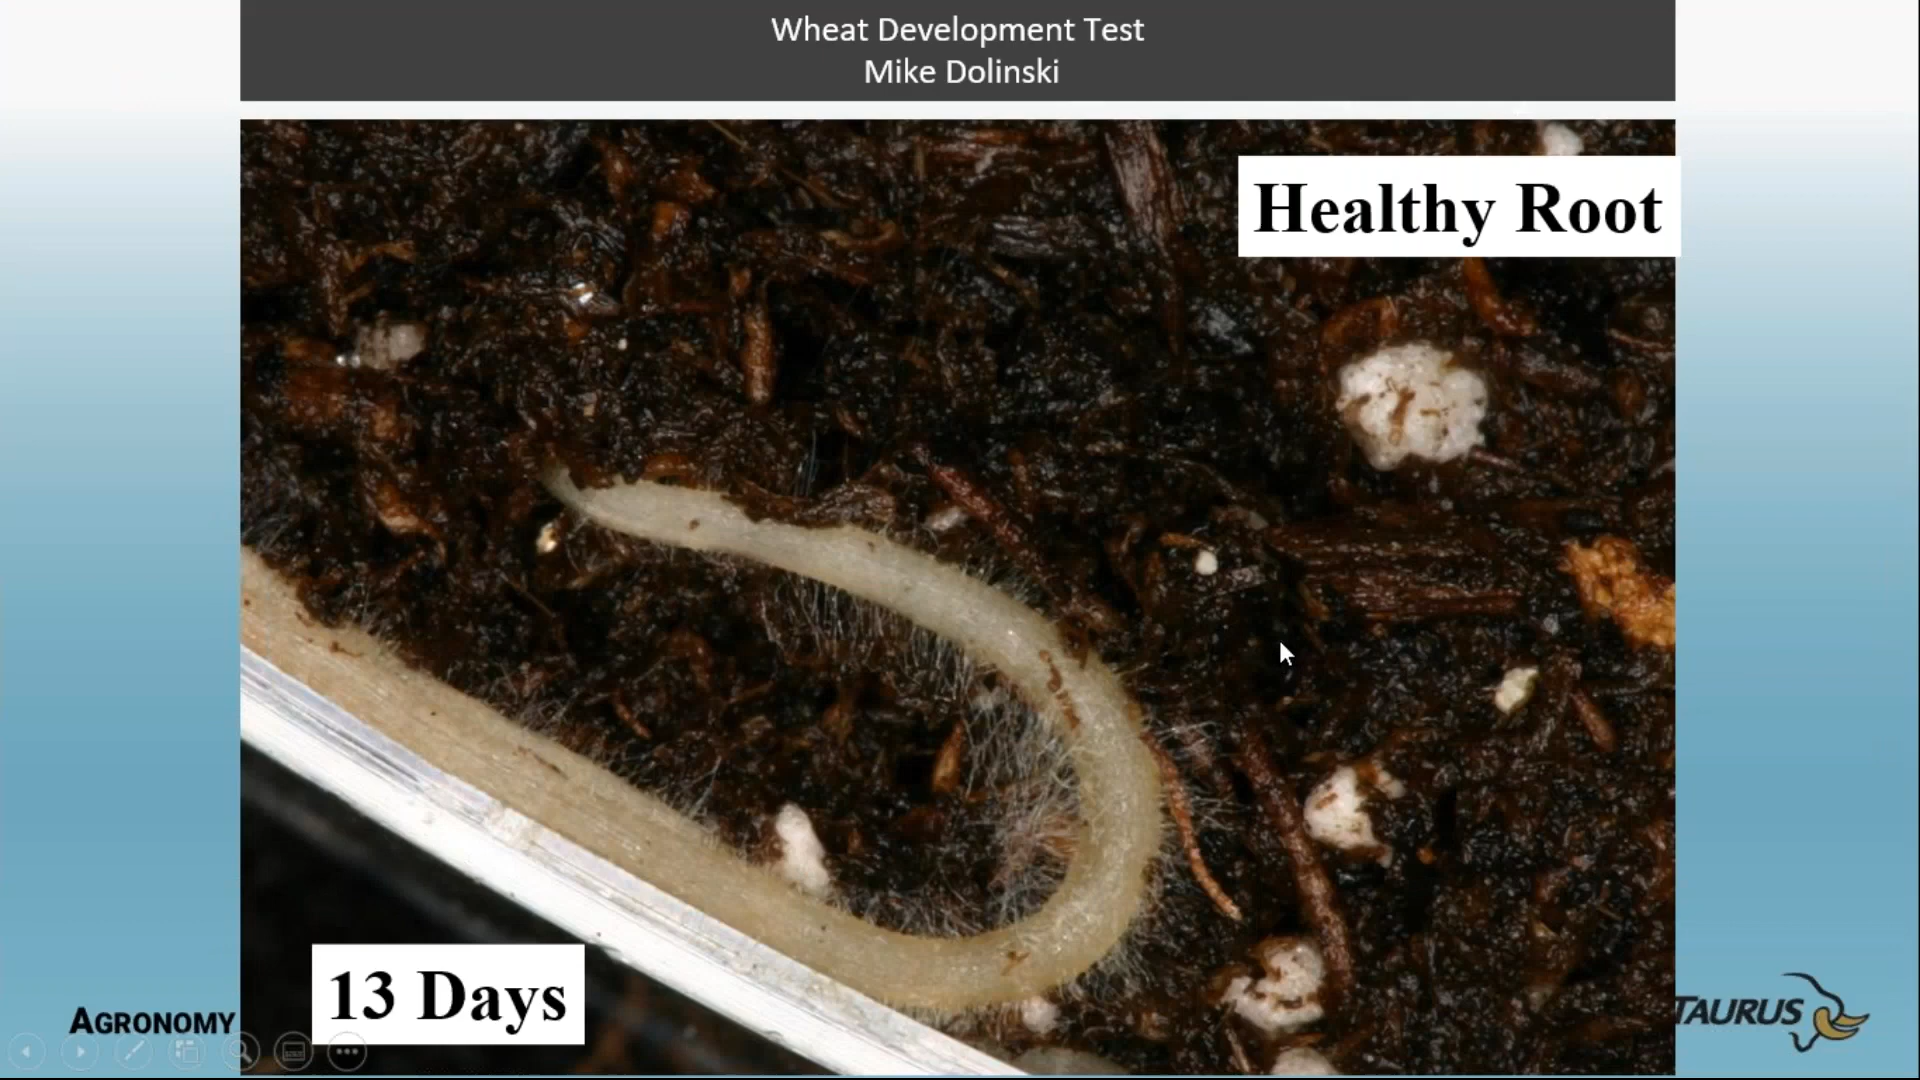 Wheat Development Test
Mike Dolinski
Healthy Root
13 Days
AGRONOMY
TAURUS